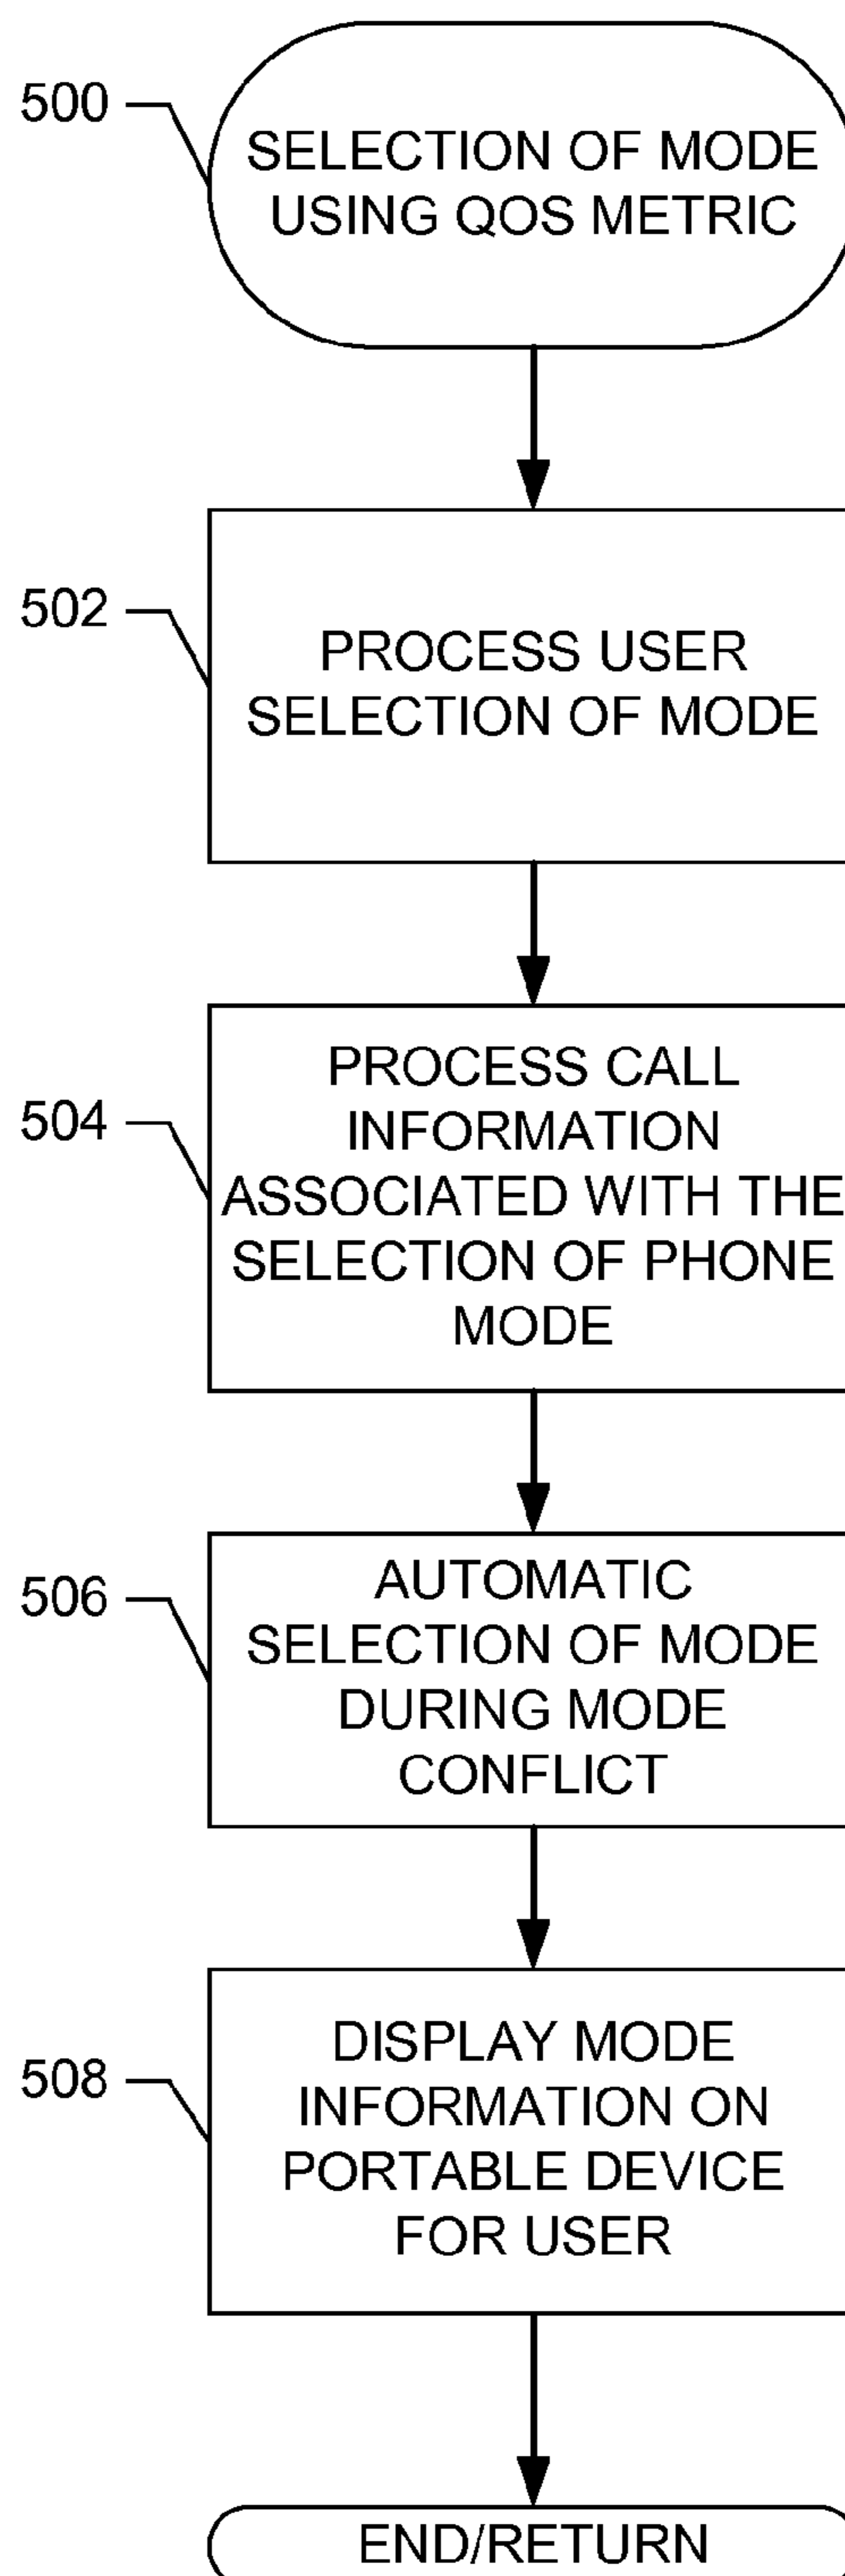 500
SELECTION OF MODE
USING QOS METRIC
502
PROCESS USER
SELECTION OF MODE
504
PROCESS CALL
INFORMATION
ASSOCIATED WITH THE
SELECTION OF PHONE
MODE
506
AUTOMATIC
SELECTION OF MODE
DURING MODE
CONFLICT
508
DISPLAY MODE
INFORMATION ON
PORTABLE DEVICE
FOR USER
END/RETURN